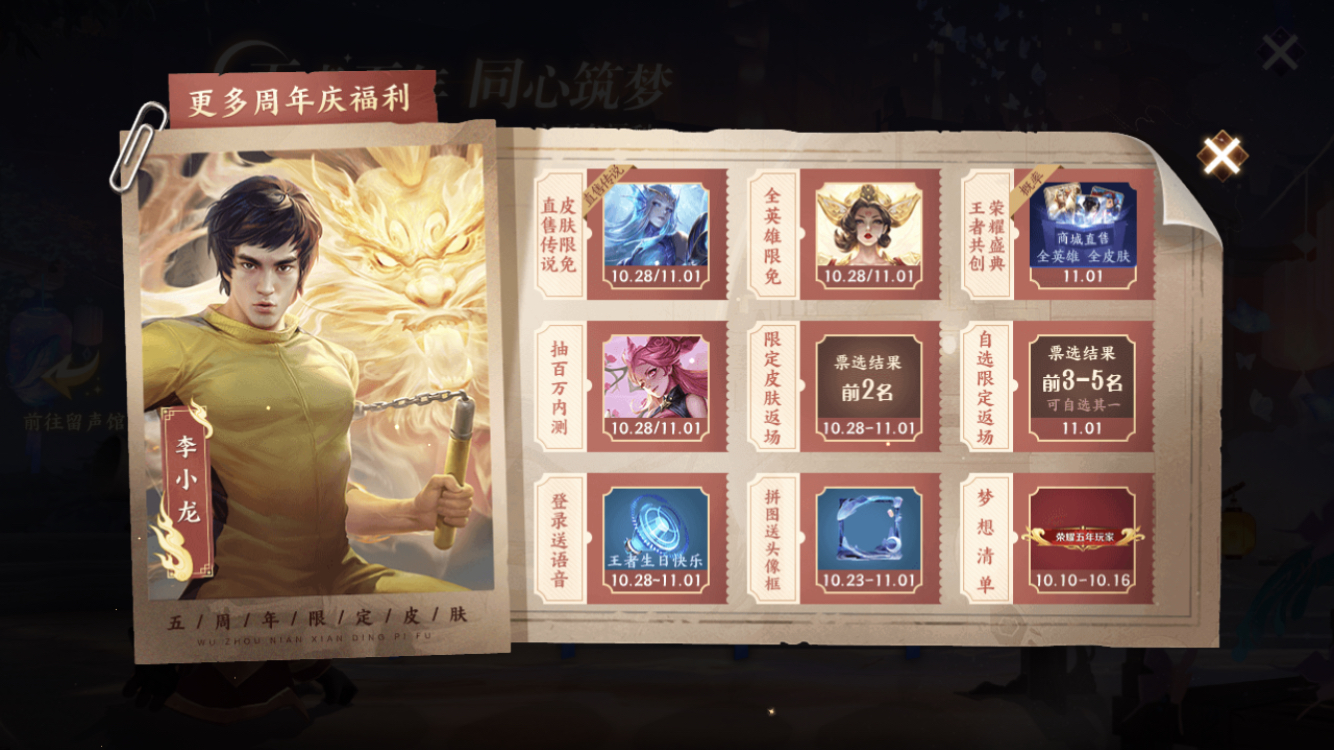 同心筑梦
更多周年庆福利
李小龙
五/周/年/限/定/皮/肤
WU ZHOU NIAN XIAN DING PI FU
直售传说
皮肤限免
直售传说
10.28/11.01
全英雄限免
10.28/11.01
荣耀盛典
王者共创
概率
商城直售
全英雄 全皮肤
11.01
抽百万内测
10.28/11.01
限定皮肤返场
票选结果
前2名
10.28-11.01
自选限定返场
票选结果
前3-5名
可自选其一
11.01
登录送语音
王者生日快乐
10.28-11.01
拼图送头像框
10.23-11.01
梦想清单
荣耀五年玩家
10.10-10.16
前往留声馆